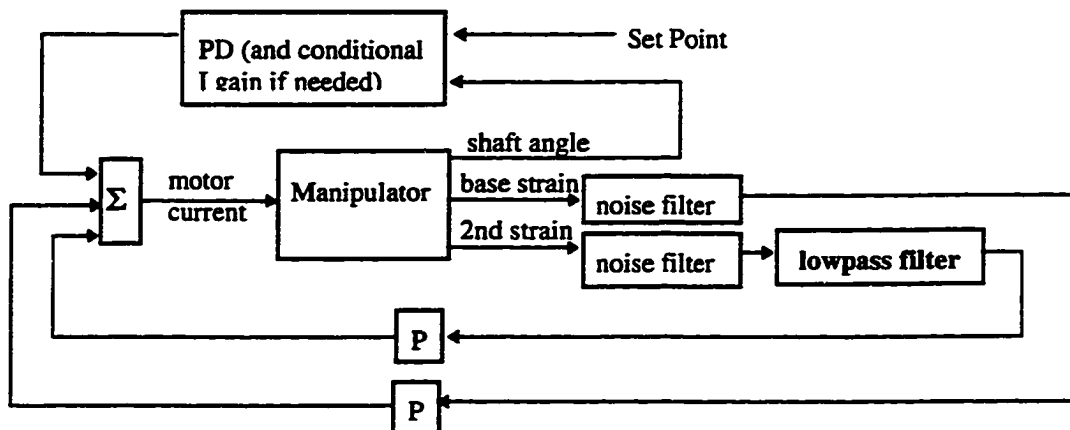 PD (and conditional
I gain if needed)
Set Point
shaft angle
Σ
motor
current
Manipulator
base strain
noise filter
2nd strain
noise filter
lowpass filter
P
P